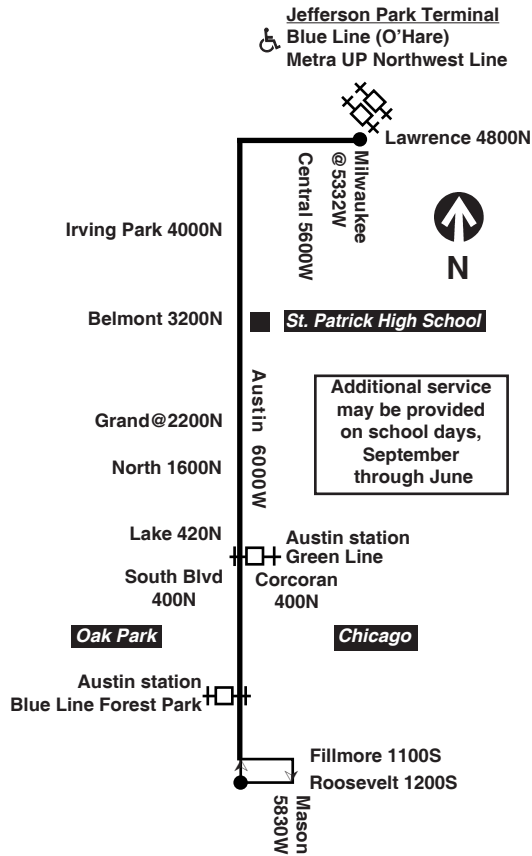 Jefferson Park Terminal
Blue Line (O'Hare)
Metra UP Northwest Line
Lawrence 4800N
Milwaukee
@ 5332W
Central 5600W
Irving Park 4000N
N
Belmont 3200N
St. Patrick High School
Austin 6000W
Additional service
may be provided
on school days,
September
through June
Grand@2200N
North 1600N
Lake 420N
Austin station
Green Line
South Blvd
400N
Corcoran
400N
Oak Park
Chicago
Austin station
Blue Line Forest Park
Fillmore 1100S
Roosevelt 1200S
Mason
5830W